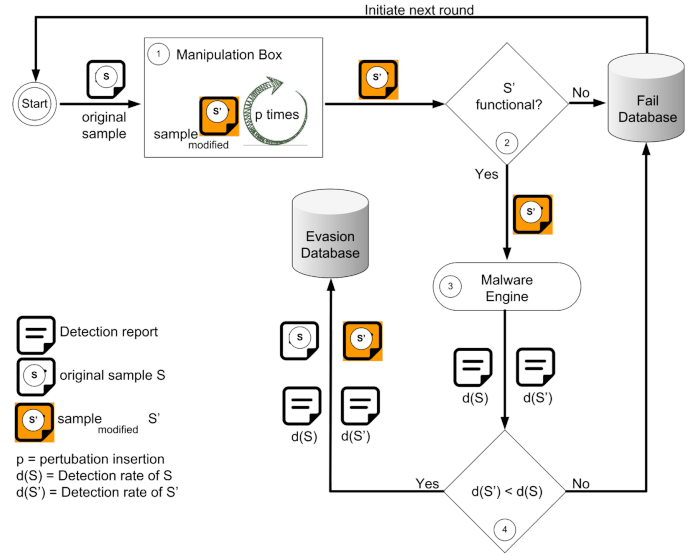 Initiate next round
Start
S
original
sample
1 Manipulation Box
S'
sample
modified
p times
S'
S'
functional?
2
No
Fail
Database
Yes
S'
Evasion
Database
3 Malware
Engine
Detection report
S original sample S
S' sample
modified S'
S S'
d(S) d(S')
d(S) d(S')
p = pertubation insertion
d(S) = Detection rate of S
d(S') = Detection rate of S'
Yes
d(S') < d(S)
No
4